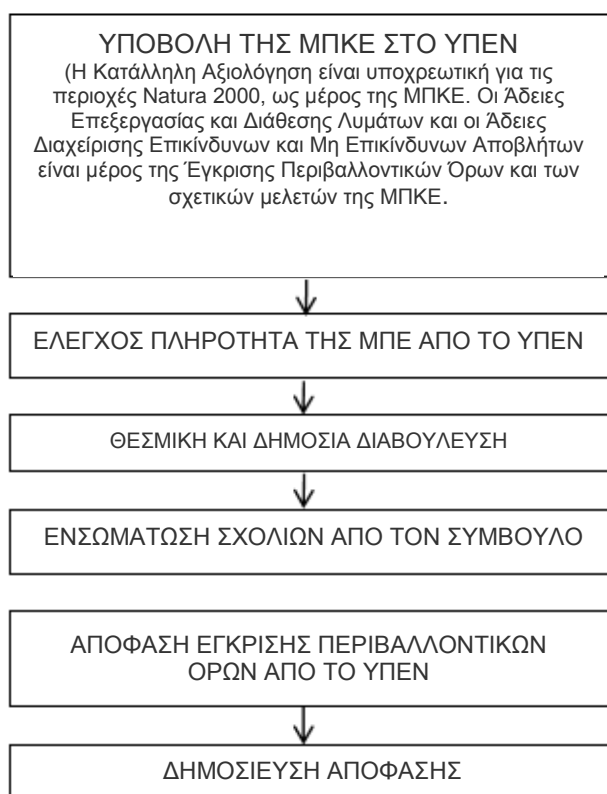 ΥΠΟΒΟΛΗ ΤΗΣ ΜΠΚΕ ΣΤΟ ΥΠΕΝ
(Η Κατάλληλη Αξιολόγηση είναι υποχρεωτική για τις
περιοχές Natura 2000, ως μέρος της ΜΠΚΕ. Οι Άδειες
Επεξεργασίας και Διάθεσης Λυμάτων και οι Άδειες
Διαχείρισης Επικίνδυνων και Μη Επικίνδυνων Αποβλήτων
είναι μέρος της Έγκρισης Περιβαλλοντικών Όρων και των
σχετικών μελετών της ΜΠΚΕ.
ΕΛΕΓΧΟΣ ΠΛΗΡΟΤΗΤΑ ΤΗΣ ΜΠΕ ΑΠΟ ΤΟ ΥΠΕΝ
ΘΕΣΜΙΚΗ ΚΑΙ ΔΗΜΟΣΙΑ ΔΙΑΒΟΥΛΕΥΣΗ
ΕΝΣΩΜΑΤΩΣΗ ΣΧΟΛΙΩΝ ΑΠΟ ΤΟΝ ΣΥΜΒΟΥΛΟ
ΑΠΟΦΑΣΗ ΕΓΚΡΙΣΗΣ ΠΕΡΙΒΑΛΛΟΝΤΙΚΩΝ
ΟΡΩΝ ΑΠΟ ΤΟ ΥΠΕΝ
ΔΗΜΟΣΙΕΥΣΗ ΑΠΟΦΑΣΗΣ